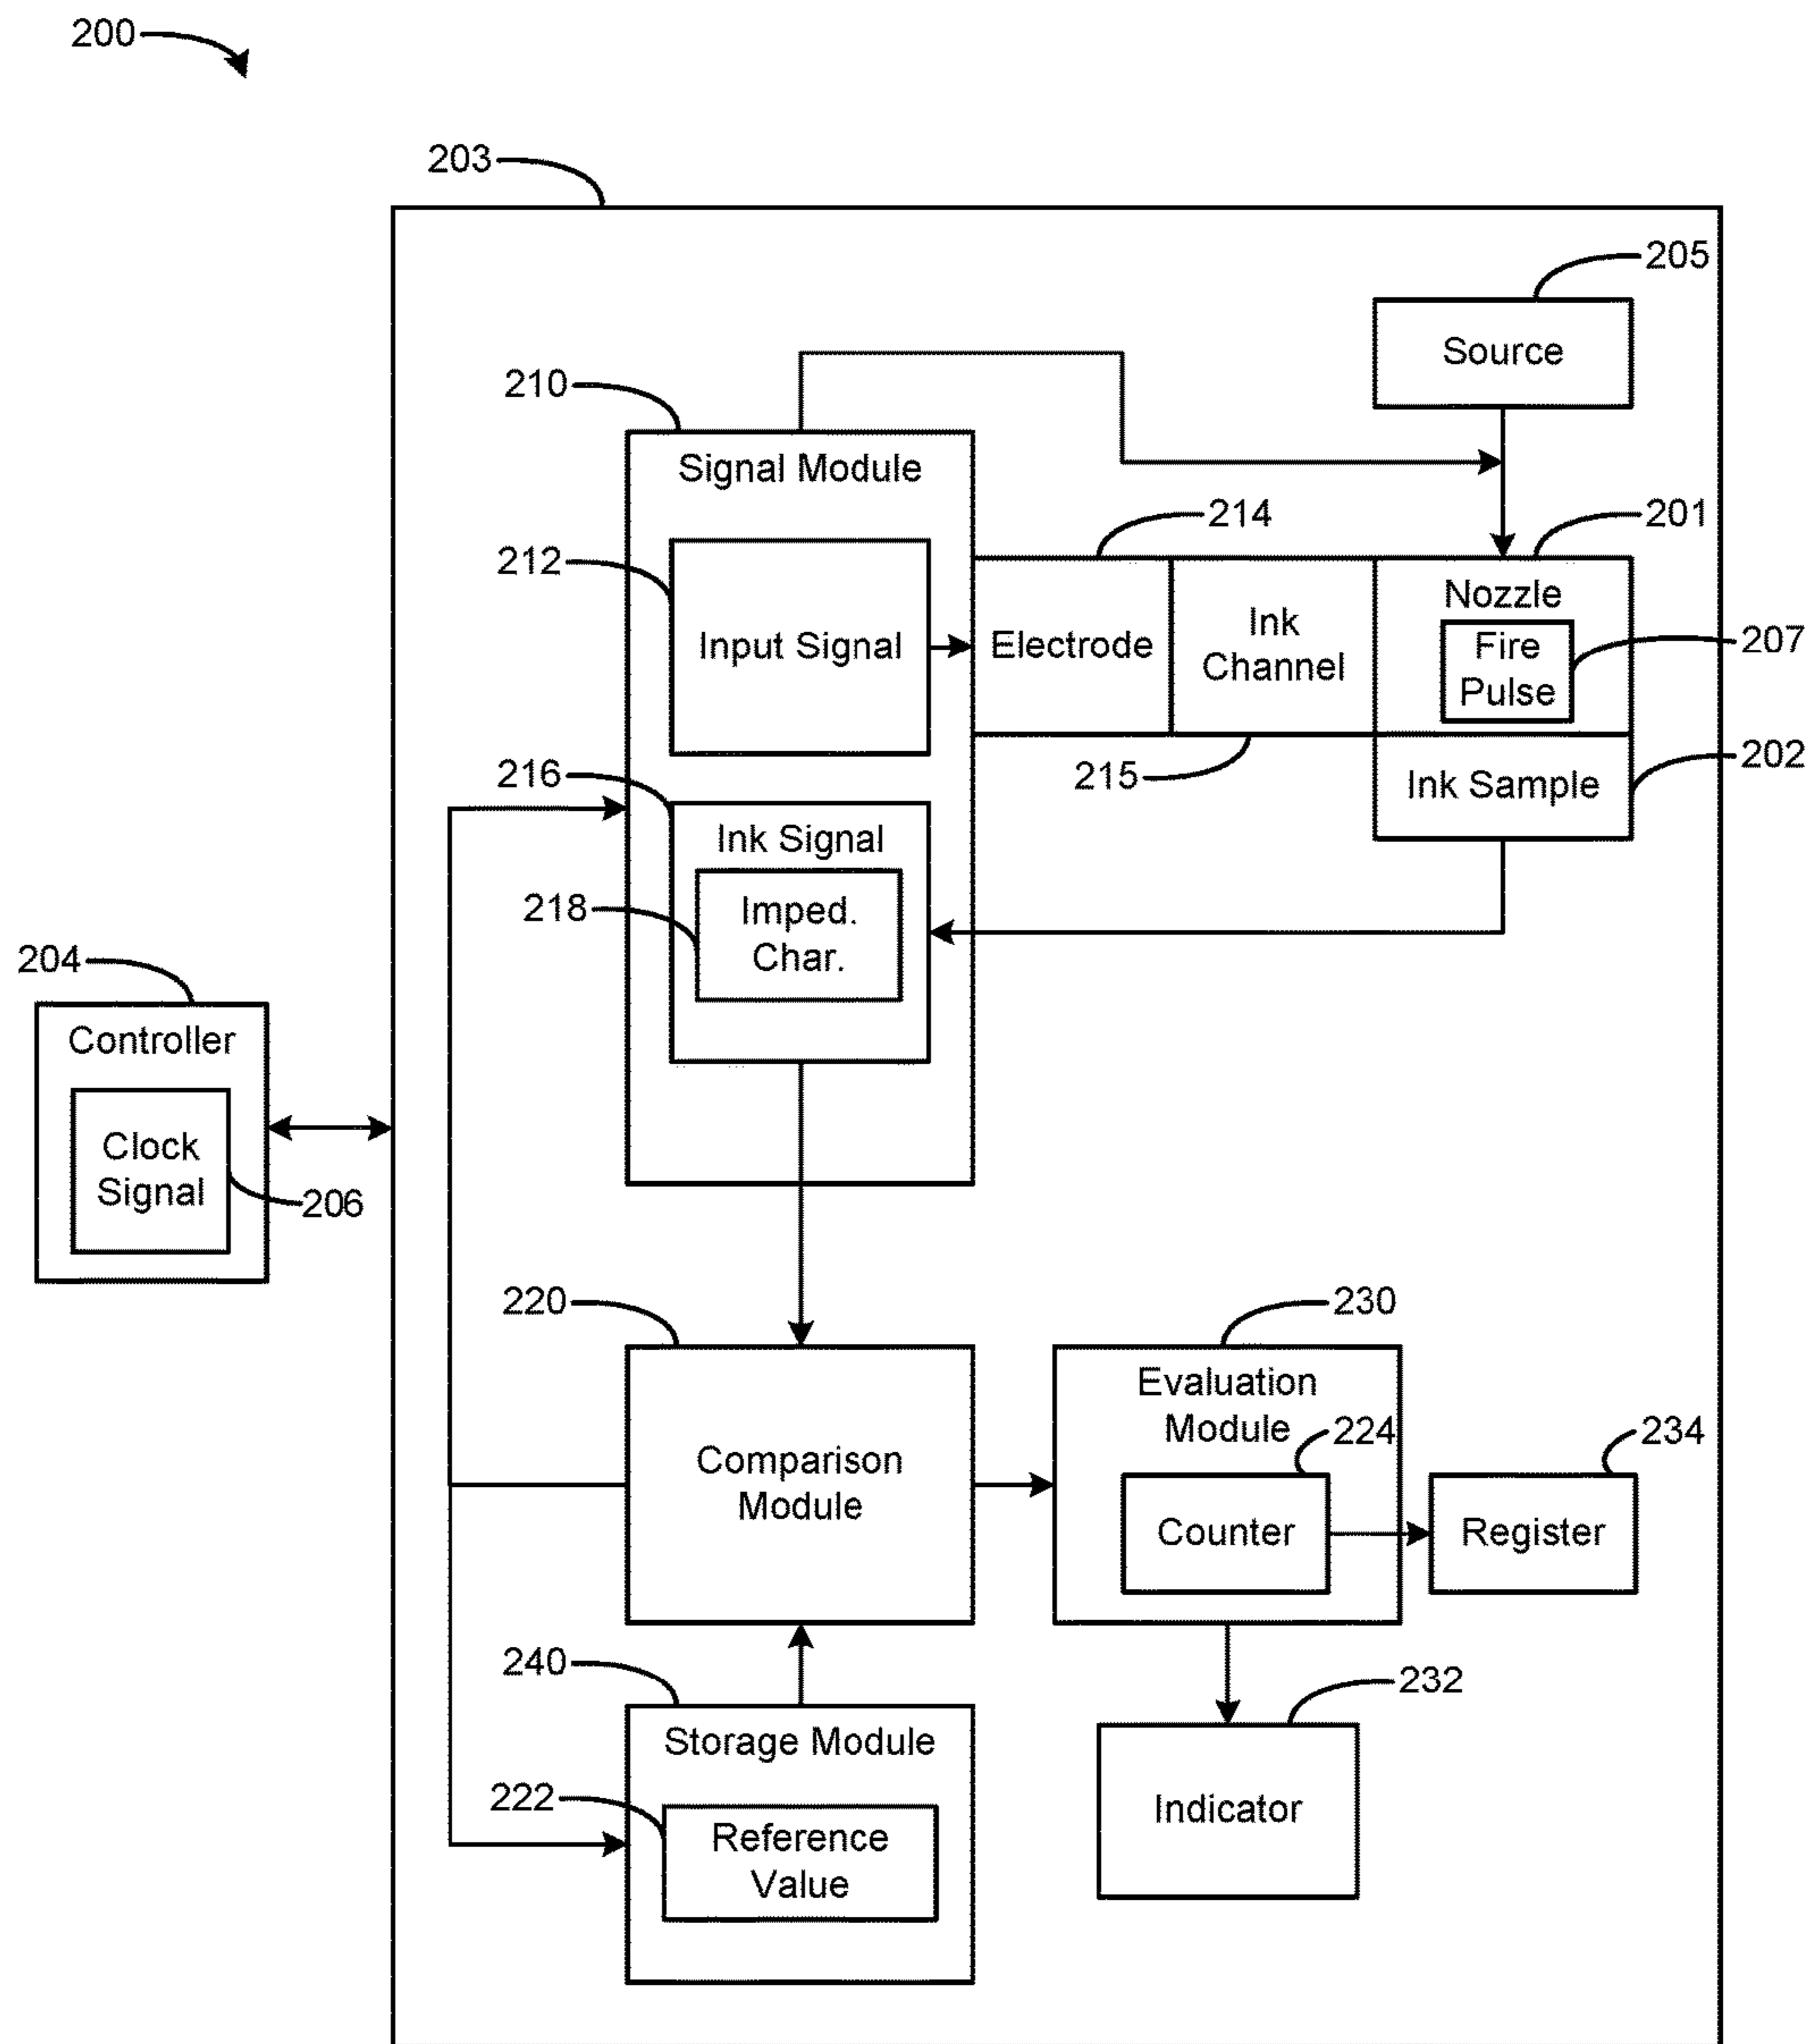 200
203
205
Source
210
Signal Module
214
201
212
Input Signal
Electrode
Ink
Channel
Nozzle
Fire
Pulse
207
216
215
202
Ink Sample
Ink Signal
218
Imped.
Char.
204
Controller
Clock
Signal
206
220
230
Evaluation
Module
224
234
Comparison
Module
Counter
Register
240
232
Storage Module
222
Reference
Value
Indicator